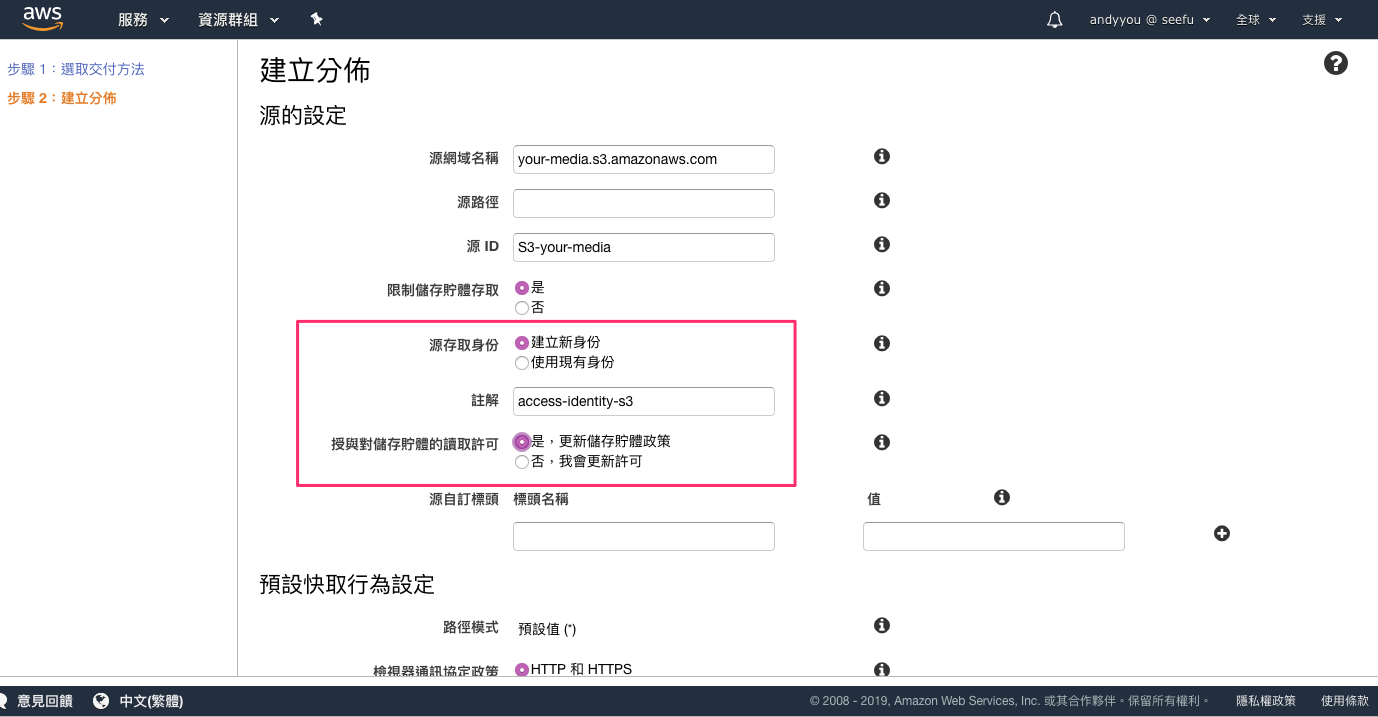 aws 服務 資源群組 andyyou @ seefu 全球 支援
步驟 1：選取交付方法
步驟 2：建立分佈
建立分佈
源的設定
源網域名稱 your-media.s3.amazonaws.com
源路徑
源 ID S3-your-media
限制儲存貯體存取 是
否
源存取身份 建立新身份
使用現有身份
註解 access-identity-s3
授與對儲存貯體的讀取許可 是，更新儲存貯體政策
否，我會更新許可
源自訂標頭 標頭名稱 值
預設快取行為設定
路徑模式 預設值 (*)
檢視器通訊協定政策 HTTP 和 HTTPS
意見回饋 中文(繁體) © 2008 - 2019, Amazon Web Services, Inc. 或其合作夥伴。保留所有權利。 隱私權政策 使用條款